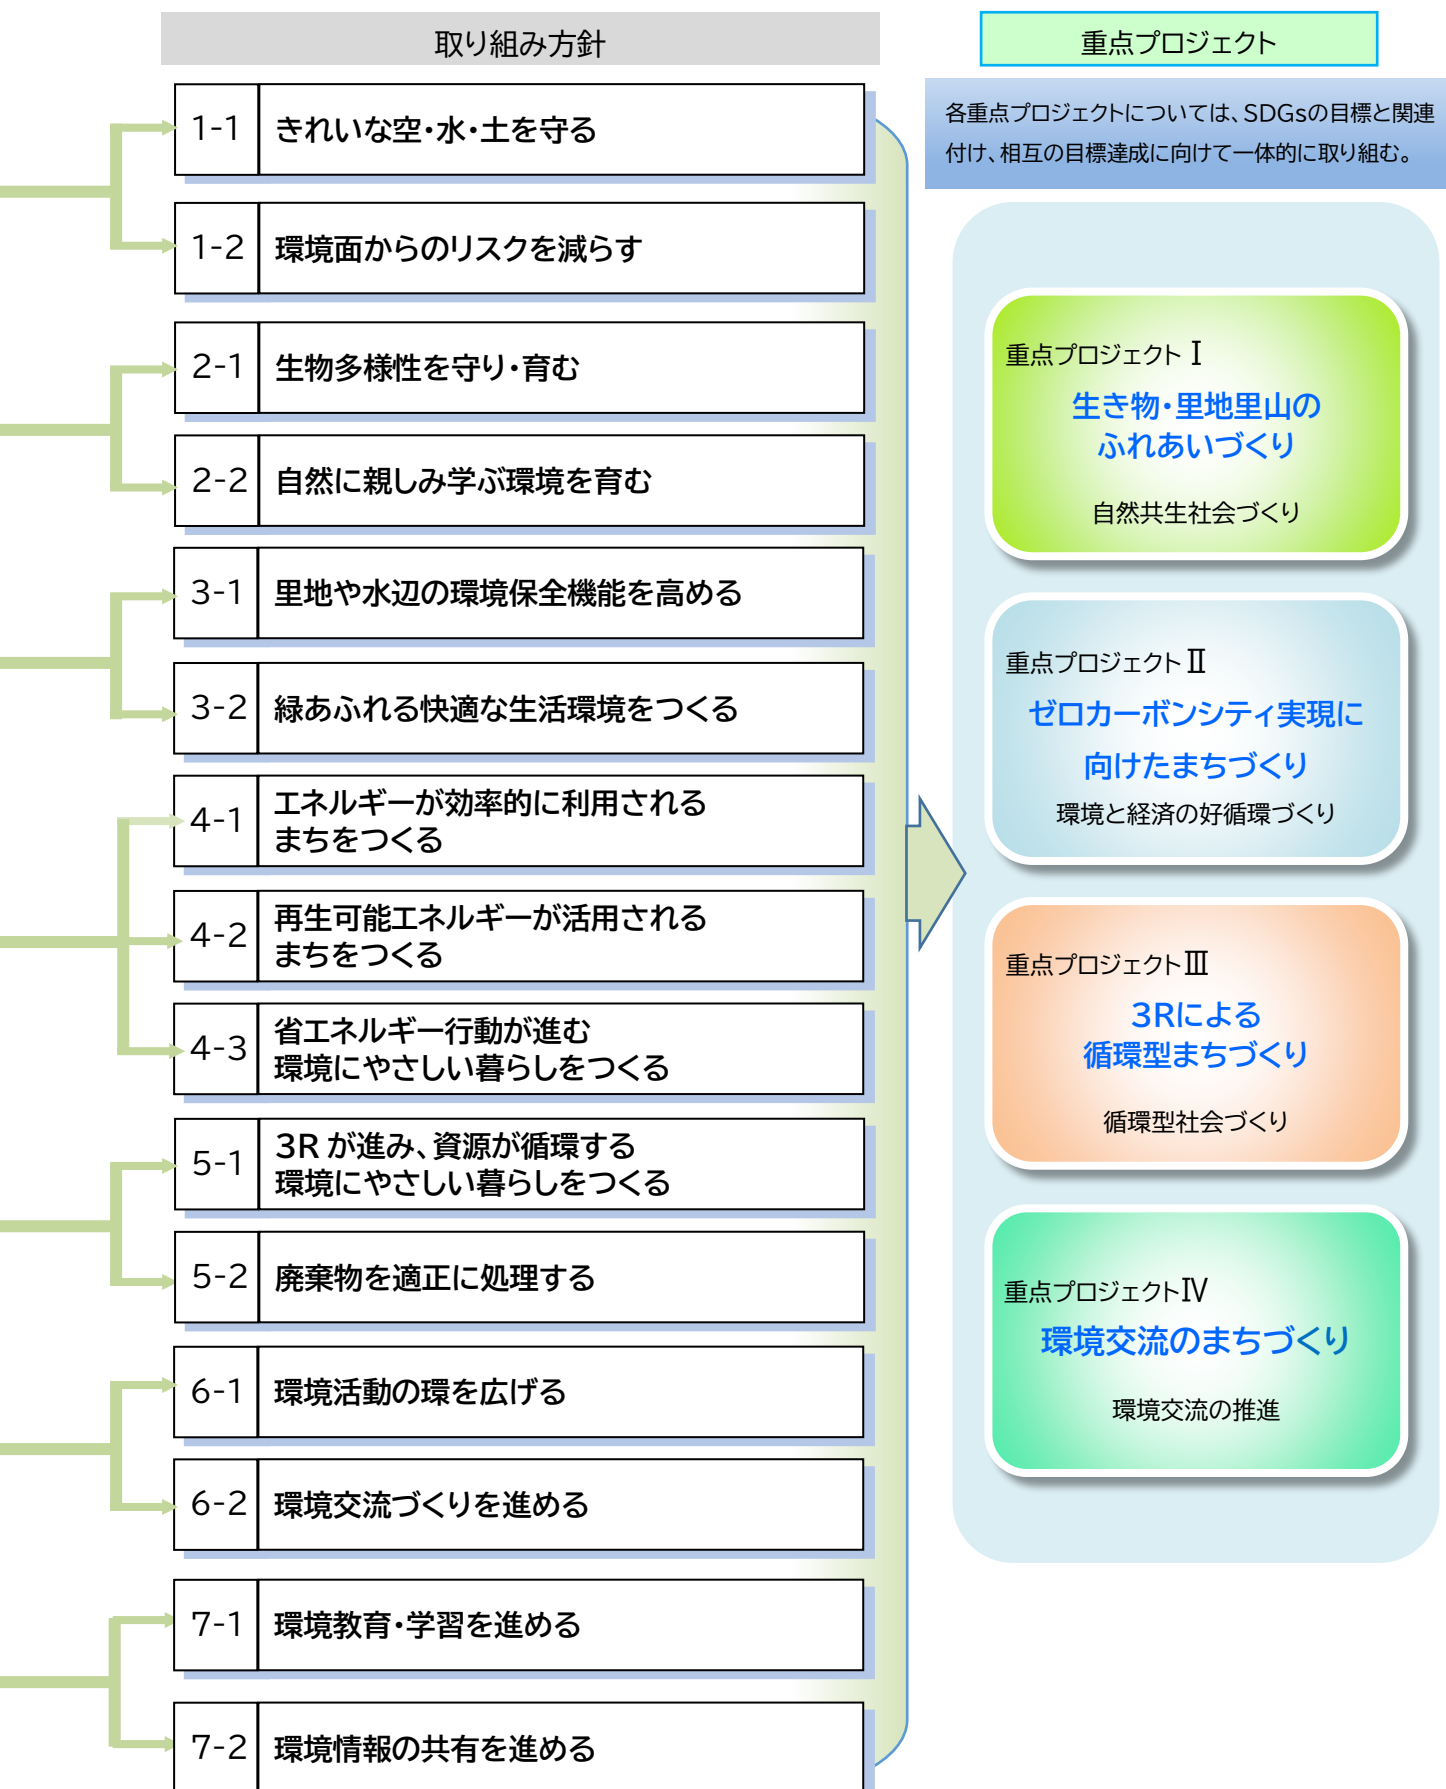 取り組み方針
1-1 きれいな空・水・土を守る
1-2 環境面からのリスクを減らす
2-1 生物多様性を守り・育む
2-2 自然に親しみ学ぶ環境を育む
3-1 里地や水辺の環境保全機能を高める
3-2 緑あふれる快適な生活環境をつくる
4-1 エネルギーが効率的に利用される
まちをつくる
4-2 再生可能エネルギーが活用される
まちをつくる
4-3 省エネルギー行動が進む
環境にやさしい暮らしをつくる
5-1 3R が進み、資源が循環する
環境にやさしい暮らしをつくる
5-2 廃棄物を適正に処理する
6-1 環境活動の環を広げる
6-2 環境交流づくりを進める
7-1 環境教育・学習を進める
7-2 環境情報の共有を進める
重点プロジェクト
各重点プロジェクトについては、SDGsの目標と関連
付け、相互の目標達成に向けて一体的に取り組む。
重点プロジェクト Ⅰ
生き物・里地里山の
ふれあいづくり
自然共生社会づくり
重点プロジェクト Ⅱ
ゼロカーボンシティ実現に
向けたまちづくり
環境と経済の好循環づくり
重点プロジェクトⅢ
3Rによる
循環型まちづくり
循環型社会づくり
重点プロジェクトⅣ
環境交流のまちづくり
環境交流の推進